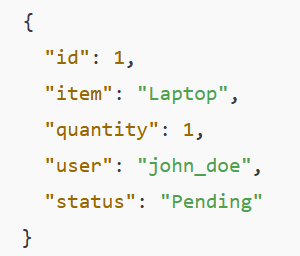 {
  "id": 1,
  "item": "Laptop",
  "quantity": 1,
  "user": "john_doe",
  "status": "Pending"
}